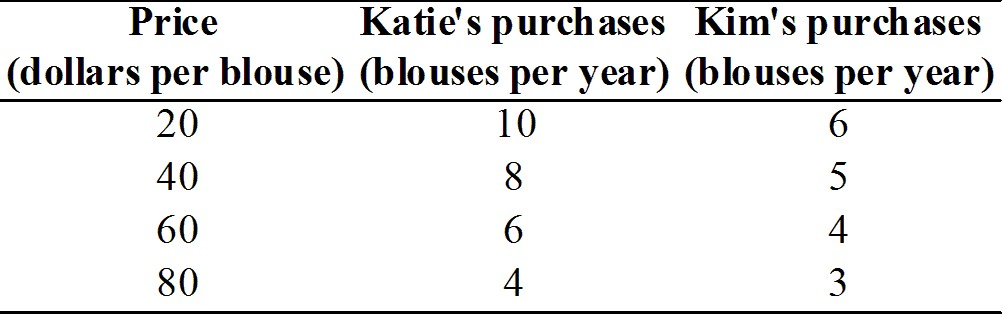 Price Katie's purchases Kim's purchases
(dollars per blouse) (blouses per year) (blouses per year)
20 10 6
40 8 5
60 6 4
80 4 3